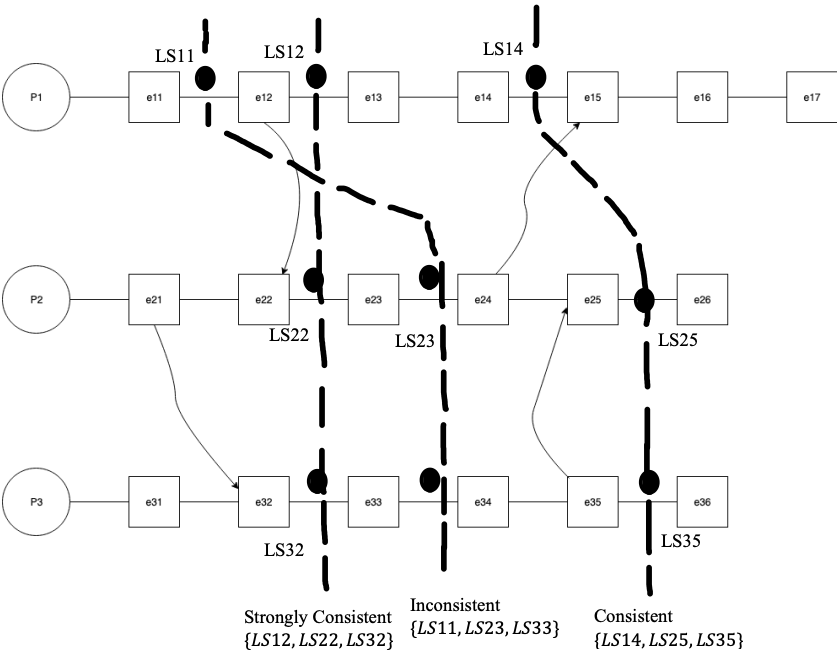 LS11
LS12
LS14
P1
e11
e12
e13
e14
e15
e16
e17
P2
e21
e22
e23
e24
e25
e26
LS22
LS23
LS25
P3
e31
e32
e33
e34
e35
e36
LS32
LS35
Strongly Consistent
{LS12, LS22, LS32}
Inconsistent
{LS11, LS23, LS33}
Consistent
{LS14, LS25, LS35}